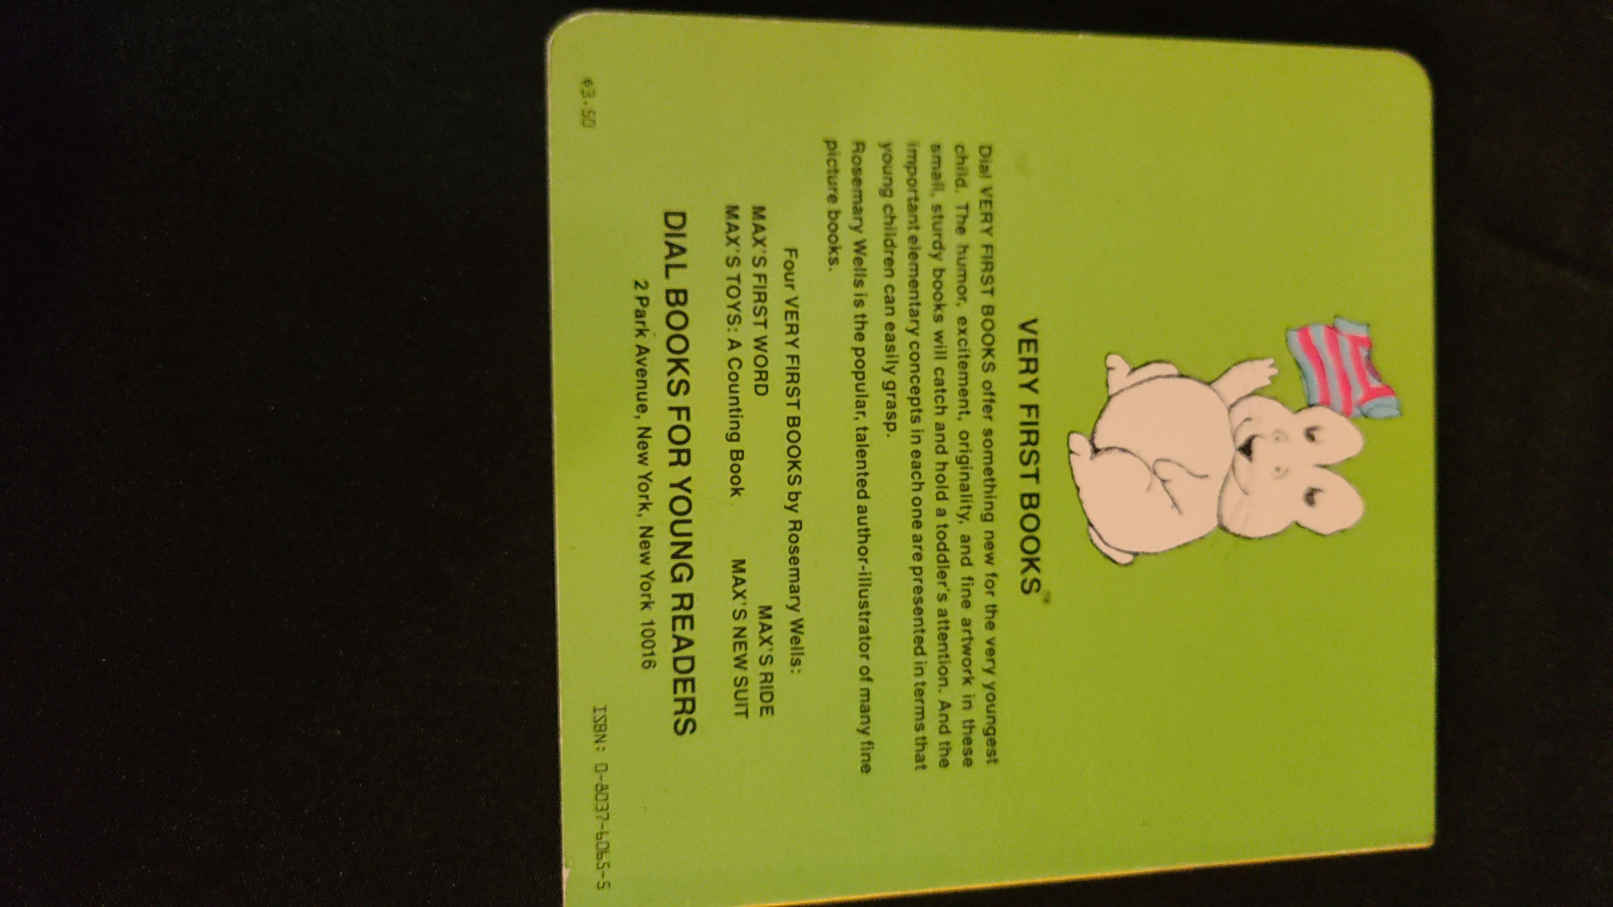 VERY FIRST BOOKS™
Dial VERY FIRST BOOKS offer something new for the very youngest
child. The humor, excitement, originality, and fine artwork in these
small, sturdy books will catch and hold a toddler's attention. And the
important elementary concepts in each one are presented in terms that
young children can easily grasp.
Rosemary Wells is the popular, talented author-illustrator of many fine
picture books.
Four VERY FIRST BOOKS by Rosemary Wells:
MAX'S FIRST WORD MAX'S RIDE
MAX'S TOYS: A Counting Book MAX'S NEW SUIT
DIAL BOOKS FOR YOUNG READERS
2 Park Avenue, New York, New York 10016
$3.50 ISBN: 0-8037-6065-5